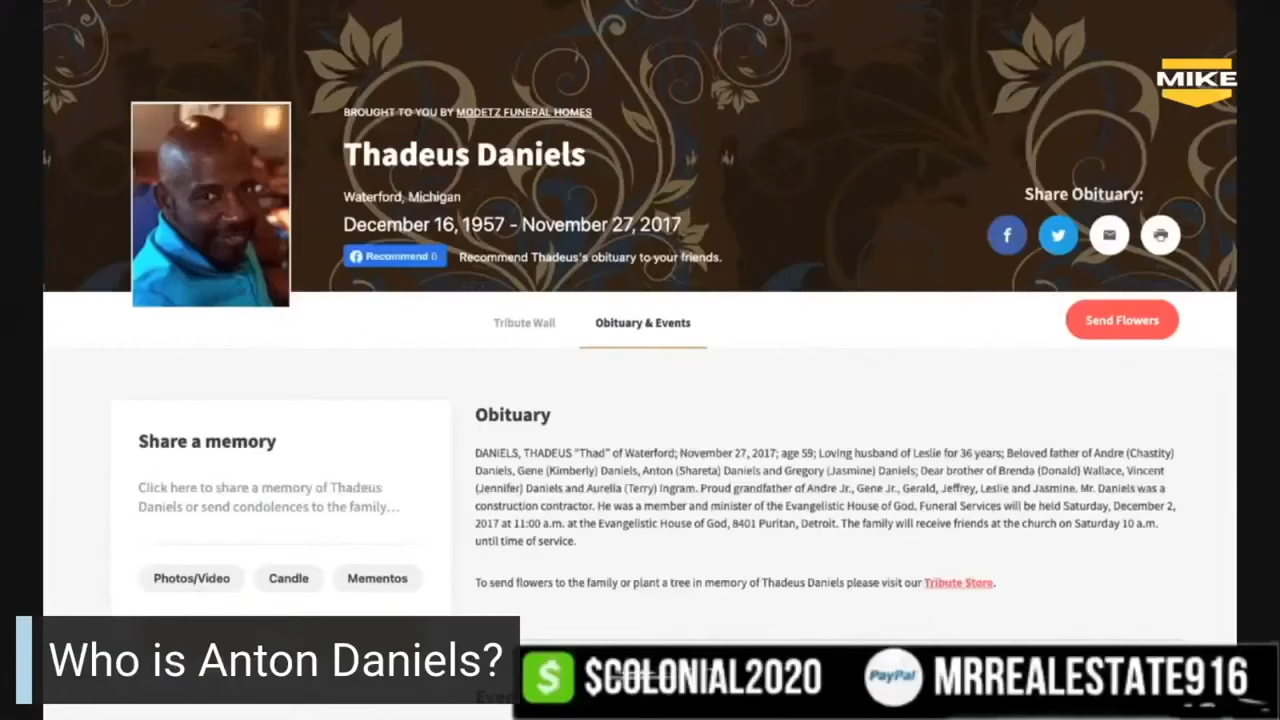 MIKE
BROUGHT TO YOU BY MODETZ FUNERAL HOMES
Thadeus Daniels
Waterford, Michigan
December 16, 1957 - November 27, 2017
Recommend 0 Recommend Thadeus's obituary to your friends.
Share Obituary:
Tribute Wall Obituary & Events
Send Flowers
Share a memory
Click here to share a memory of Thadeus
Daniels or send condolences to the family...
Photos/Video Candle Mementos
Obituary
DANIELS, THADEUS "Thad" of Waterford; November 27, 2017; age 59; Loving husband of Leslie for 36 years; Beloved father of Andre (Chastity)
Daniels, Gene (Kimberly) Daniels, Anton (Shareta) Daniels and Gregory (Jasmine) Daniels; Dear brother of Brenda (Donald) Wallace, Vincent
(Jennifer) Daniels and Aurelia (Terry) Ingram. Proud grandfather of Andre Jr., Gene Jr., Gerald, Jeffrey, Leslie and Jasmine. Mr. Daniels was a
construction contractor. He was a member and minister of the Evangelistic House of God. Funeral Services will be held Saturday, December 2,
2017 at 11:00 a.m. at the Evangelistic House of God, 8401 Puritan, Detroit. The family will receive friends at the church on Saturday 10 a.m.
until time of service.
To send flowers to the family or plant a tree in memory of Thadeus Daniels please visit our Tribute Store.
Who is Anton Daniels?
$COLONIAL2020
PayPal MRREALESTATE916